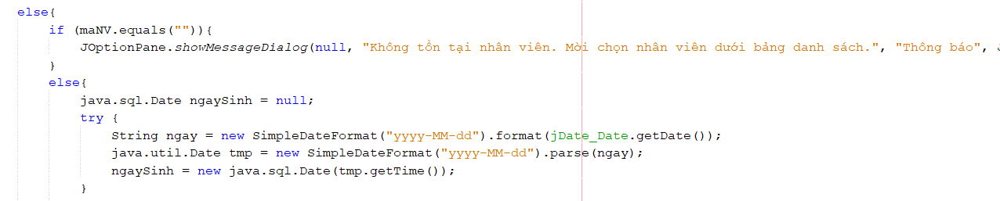 else{
if (maNV.equals("")){
JOptionPane.showMessageDialog(null, "Không tồn tại nhân viên. Mời chọn nhân viên dưới bảng danh sách.", "Thông báo",
}
else{
java.sql.Date ngaySinh = null;
try {
String ngay = new SimpleDateFormat("yyyy-MM-dd").format(jDate_Date.getDate());
java.util.Date tmp = new SimpleDateFormat("yyyy-MM-dd").parse(ngay);
ngaySinh = new java.sql.Date(tmp.getTime());
}